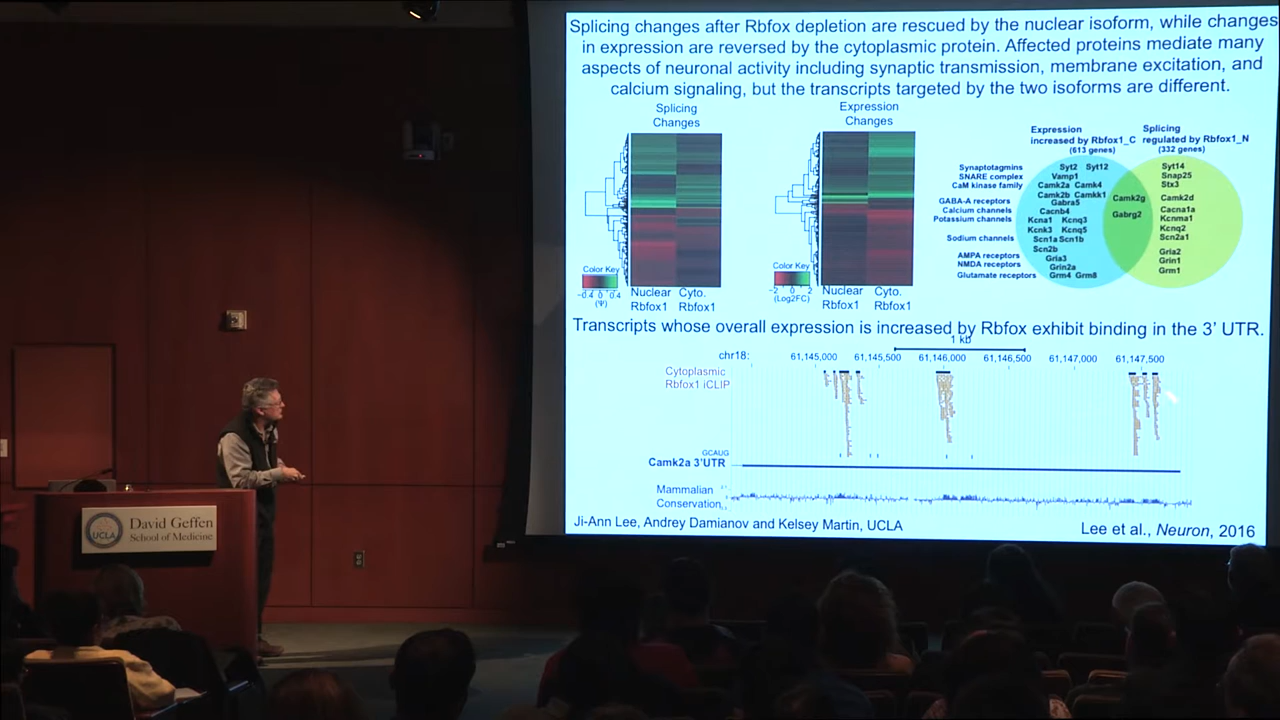 Splicing changes after Rbfox depletion are rescued by the nuclear isoform, while changes
in expression are reversed by the cytoplasmic protein. Affected proteins mediate many
aspects of neuronal activity including synaptic transmission, membrane excitation, and
calcium signaling, but the transcripts targeted by the two isoforms are different.
Splicing
Changes
Color Key
−0.4 0 0.4
(Ψ)
Nuclear Cyto.
Rbfox1 Rbfox1
Expression
Changes
Color Key
−2 0 2
(Log2FC)
Nuclear Cyto.
Rbfox1 Rbfox1
Expression
increased by Rbfox1_C
(613 genes)
Splicing
regulated by Rbfox1_N
(332 genes)
Synaptotagmins
SNARE complex
CaM kinase family
GABA-A receptors
Calcium channels
Potassium channels
Sodium channels
AMPA receptors
NMDA receptors
Glutamate receptors
Syt2 Syt12
Vamp1
Camk2a Camk4
Camk2b Camkk1
Gabra5
Cacnb4
Kcna1 Kcnq3
Kcnk3 Kcnq5
Scn1a Scn1b
Scn2b
Gria3
Grin2a
Grm4 Grm8
Camk2g
Gabrg2
Syt14
Snap25
Stx3
Camk2d
Cacna1a
Kcnma1
Kcnq2
Scn2a1
Gria2
Grin1
Grm1
Transcripts whose overall expression is increased by Rbfox exhibit binding in the 3' UTR.
1 kb
chr18: 61,145,000 61,145,500 61,146,000 61,146,500 61,147,000 61,147,500
Cytoplasmic
Rbfox1 iCLIP
GCAUG
Camk2a 3'UTR
Mammalian
Conservation
Ji-Ann Lee, Andrey Damianov and Kelsey Martin, UCLA
Lee et al., Neuron, 2016
UCLA
David Geffen
School of Medicine